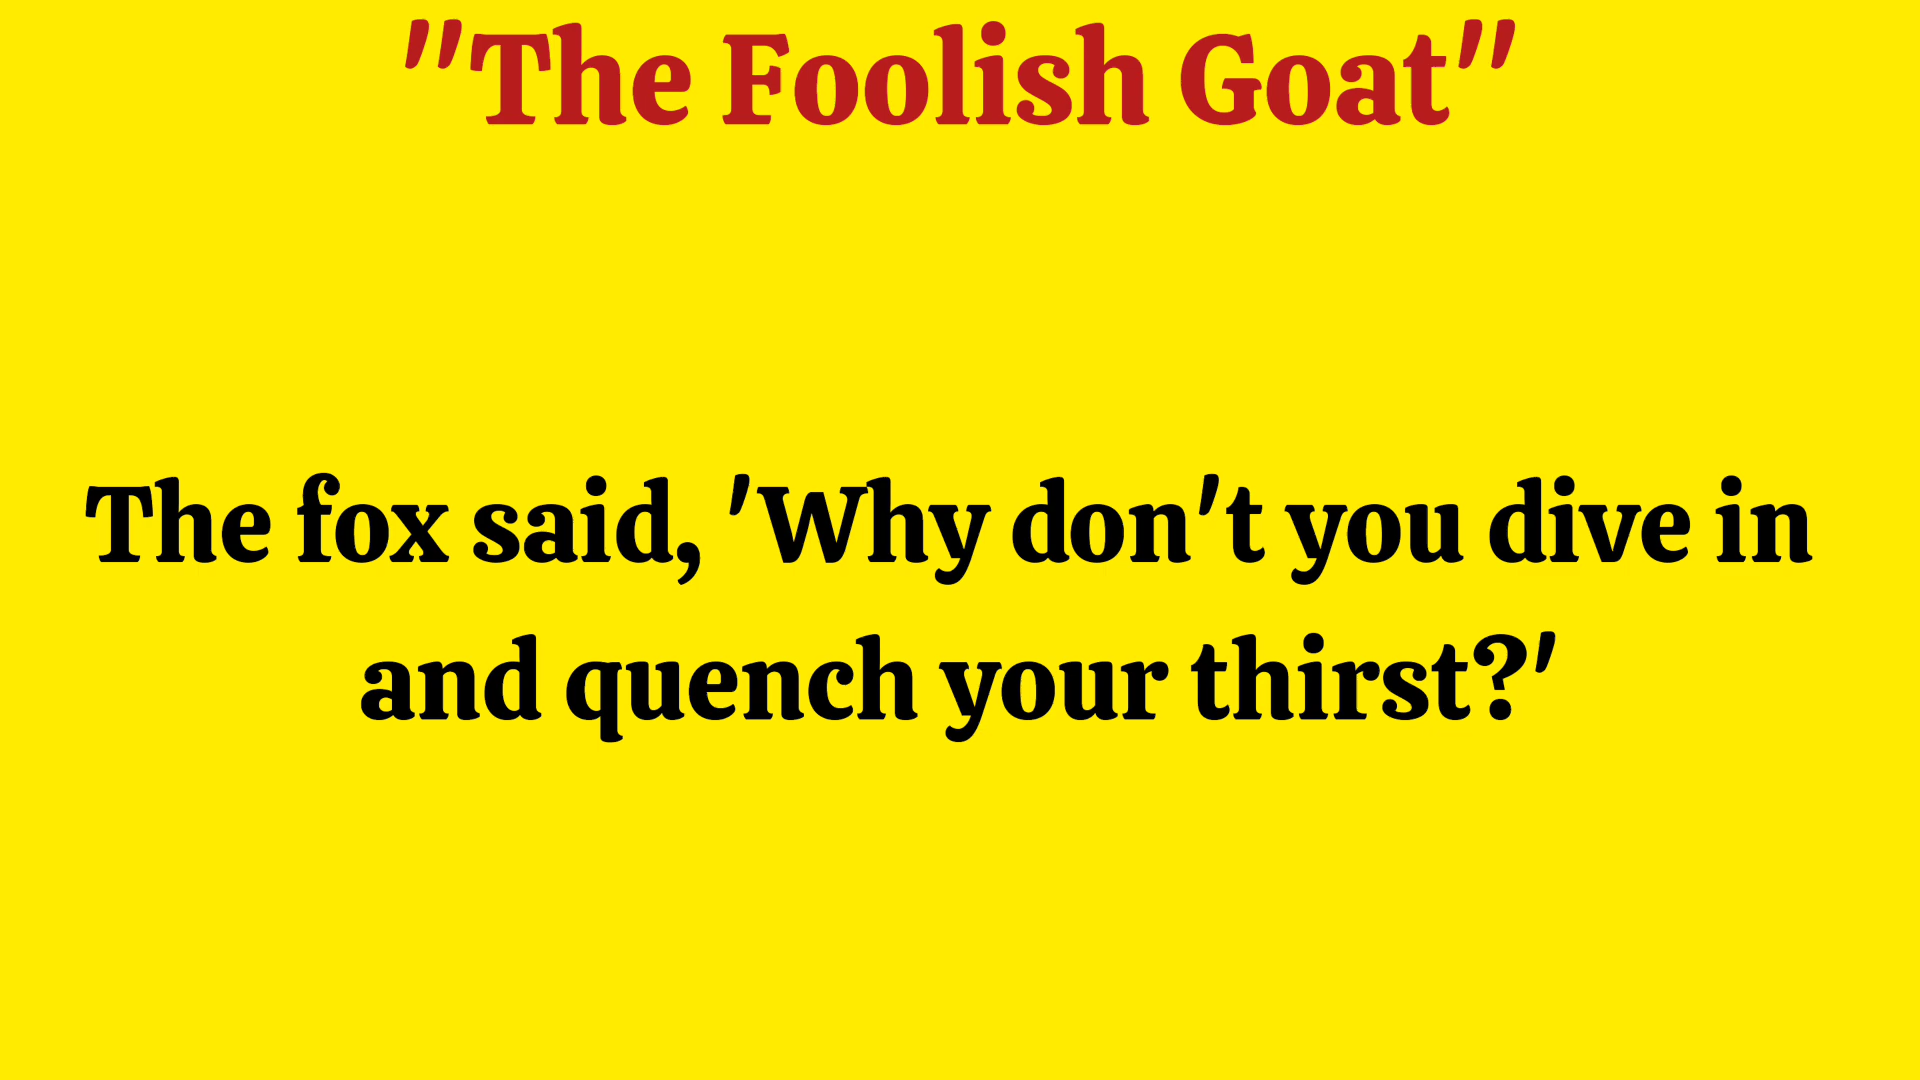 "The Foolish Goat"
The fox said, 'Why don't you dive in
and quench your thirst?'